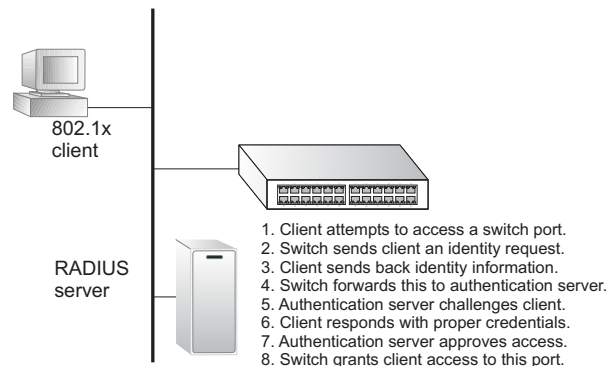 802.1x
client
RADIUS
server
1. Client attempts to access a switch port.
2. Switch sends client an identity request.
3. Client sends back identity information.
4. Switch forwards this to authentication server.
5. Authentication server challenges client.
6. Client responds with proper credentials.
7. Authentication server approves access.
8. Switch grants client access to this port.